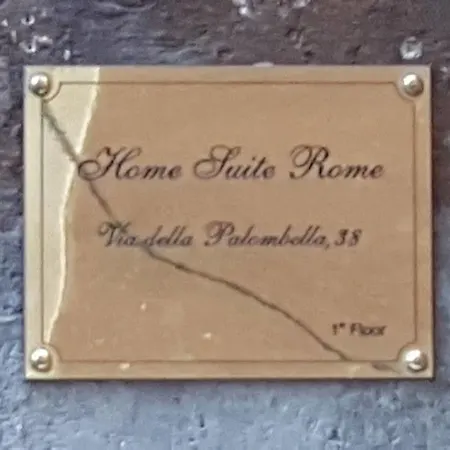 Home Suite Rome
Via della Palombella, 38
1° Floor